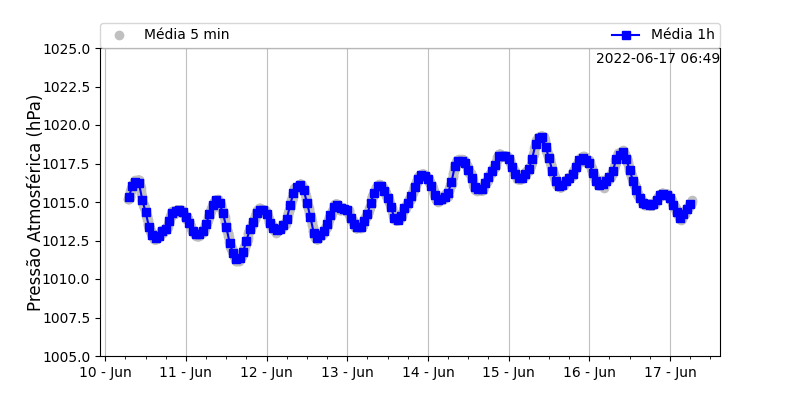 Média 5 min
Média 1h
2022-06-17 06:49
Pressão Atmosférica (hPa)
1025.0
1022.5
1020.0
1017.5
1015.0
1012.5
1010.0
1007.5
1005.0
10 - Jun
11 - Jun
12 - Jun
13 - Jun
14 - Jun
15 - Jun
16 - Jun
17 - Jun